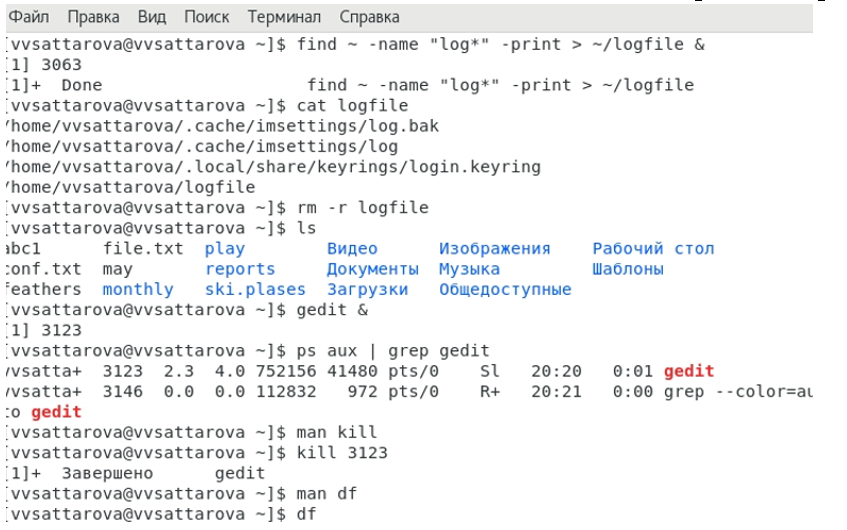 Файл Правка Вид Поиск Терминал Справка
[vvsattarova@vvsattarova ~]$ find ~ -name "log*" -print > ~/logfile &
[1] 3063
[1]+  Done                    find ~ -name "log*" -print > ~/logfile
[vvsattarova@vvsattarova ~]$ cat logfile
/home/vvsattarova/.cache/imsettings/log.bak
/home/vvsattarova/.cache/imsettings/log
/home/vvsattarova/.local/share/keyrings/login.keyring
/home/vvsattarova/logfile
[vvsattarova@vvsattarova ~]$ rm -r logfile
[vvsattarova@vvsattarova ~]$ ls
abc1      file.txt  play        Видео      Изображения    Рабочий стол
conf.txt  may       reports     Документы  Музыка         Шаблоны
feathers  monthly   ski.plases  Загрузки   Общедоступные
[vvsattarova@vvsattarova ~]$ gedit &
[1] 3123
[vvsattarova@vvsattarova ~]$ ps aux | grep gedit
vvsatta+  3123  2.3  4.0 752156 41480 pts/0    Sl   20:20   0:01 gedit
vvsatta+  3146  0.0  0.0 112832   972 pts/0    R+   20:21   0:00 grep --color=au
to gedit
[vvsattarova@vvsattarova ~]$ man kill
[vvsattarova@vvsattarova ~]$ kill 3123
[1]+  Завершено      gedit
[vvsattarova@vvsattarova ~]$ man df
[vvsattarova@vvsattarova ~]$ df